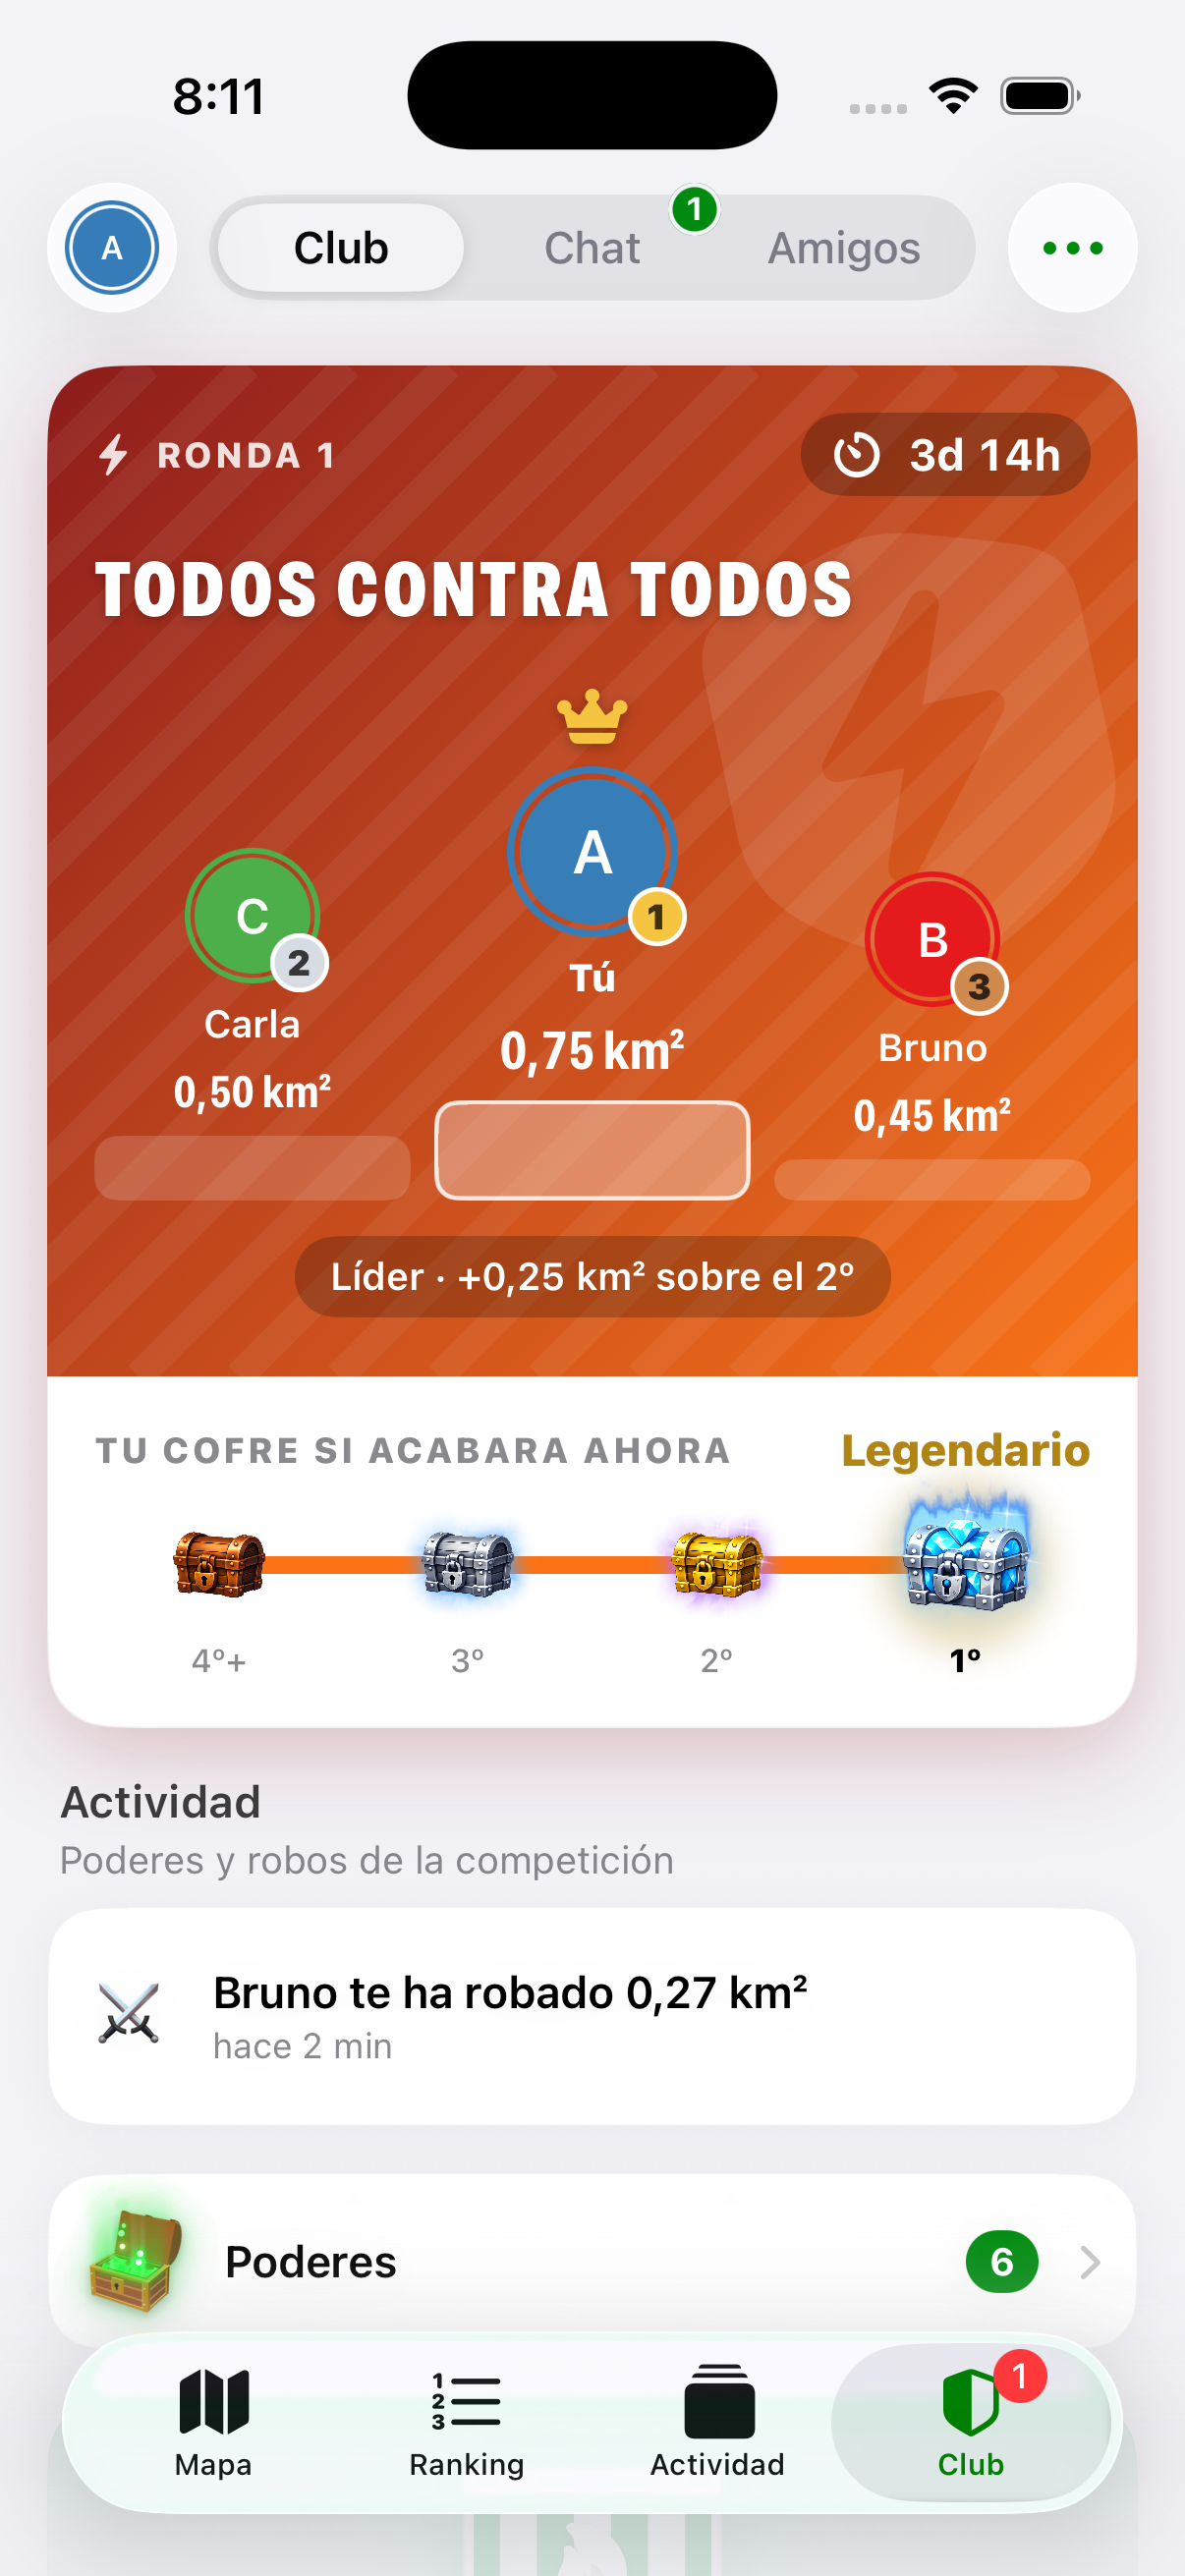 8:11
A
Club
Chat
1
Amigos
RONDA 1
3d 14h
TODOS CONTRA TODOS
A
1
Tú
0,75 km²
C
2
Carla
0,50 km²
B
3
Bruno
0,45 km²
Líder · +0,25 km² sobre el 2º
TU COFRE SI ACABARA AHORA
Legendario
4º+
3º
2º
1º
Actividad
Poderes y robos de la competición
Bruno te ha robado 0,27 km²
hace 2 min
Poderes
6
1
2
3
1
Mapa
Ranking
Actividad
Club